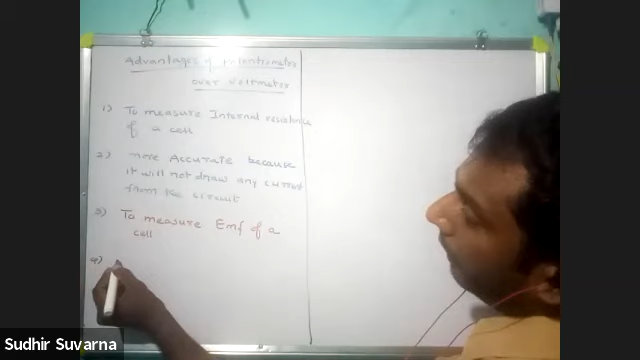 Advantages of potentiometer
over voltmeter
1) To measure Internal resistance
of a cell
2) more Accurate because
it will not draw any current
from the circuit
3) To measure Emf of a
cell
4)
Sudhir Suvarna